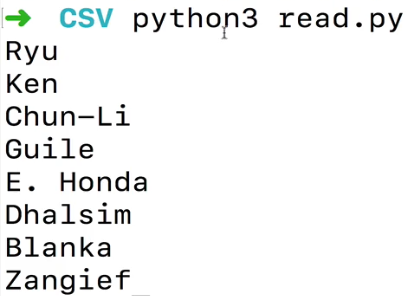 ➜ CSV python3 read.py
Ryu
Ken
Chun-Li
Guile
E. Honda
Dhalsim
Blanka
Zangief